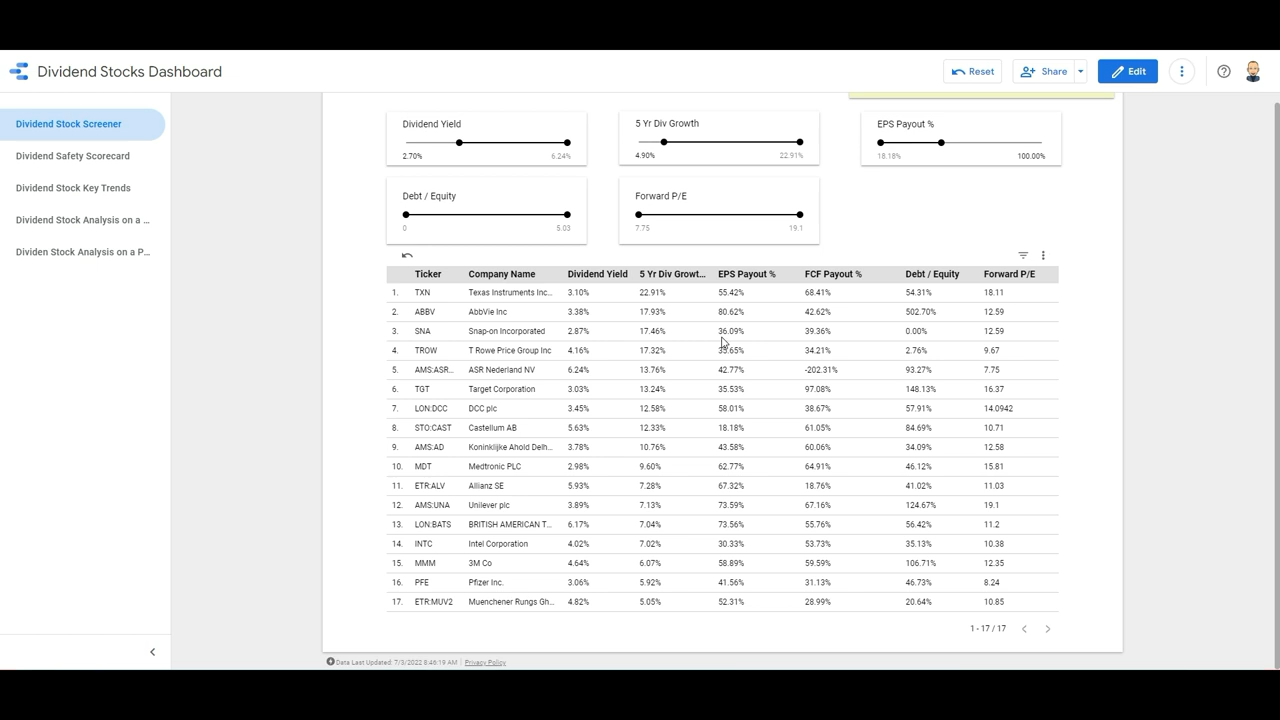 Dividend Stocks Dashboard
Reset
Share
Edit
Dividend Stock Screener
Dividend Safety Scorecard
Dividend Stock Key Trends
Dividend Stock Analysis on a ...
Dividen Stock Analysis on a P...
Dividend Yield
2.70% 6.24%
5 Yr Div Growth
4.90% 22.91%
EPS Payout %
18.18% 100.00%
Debt / Equity
0 5.03
Forward P/E
7.75 19.1
Ticker Company Name Dividend Yield 5 Yr Div Growt... EPS Payout % FCF Payout % Debt / Equity Forward P/E
1. TXN Texas Instruments Inc... 3.10% 22.91% 55.42% 68.41% 54.31% 18.11
2. ABBV AbbVie Inc 3.38% 17.93% 80.62% 42.62% 502.70% 12.59
3. SNA Snap-on Incorporated 2.87% 17.46% 36.09% 39.36% 0.00% 12.59
4. TROW T Rowe Price Group Inc 4.16% 17.32% 35.65% 34.21% 2.76% 9.67
5. AMS:ASR... ASR Nederland NV 6.24% 13.76% 42.77% -202.31% 93.27% 7.75
6. TGT Target Corporation 3.03% 13.24% 35.53% 97.08% 148.13% 16.37
7. LON:DCC DCC plc 3.45% 12.58% 58.01% 38.67% 57.91% 14.0942
8. STO:CAST Castellum AB 5.63% 12.33% 18.18% 61.05% 84.69% 10.71
9. AMS:AD Koninklijke Ahold Delh... 3.78% 10.76% 43.58% 60.06% 34.09% 12.58
10. MDT Medtronic PLC 2.98% 9.60% 62.77% 64.91% 46.12% 15.81
11. ETR:ALV Allianz SE 5.93% 7.28% 67.32% 18.76% 41.02% 11.03
12. AMS:UNA Unilever plc 3.89% 7.13% 73.59% 67.16% 124.67% 19.1
13. LON:BATS BRITISH AMERICAN T... 6.17% 7.04% 73.56% 55.76% 56.42% 11.2
14. INTC Intel Corporation 4.02% 7.02% 30.33% 53.73% 35.13% 10.38
15. MMM 3M Co 4.64% 6.07% 58.89% 59.59% 106.71% 12.35
16. PFE Pfizer Inc. 3.06% 5.92% 41.56% 31.13% 46.73% 8.24
17. ETR:MUV2 Muenchener Rungs Gh... 4.82% 5.05% 52.31% 28.99% 20.64% 10.85
1 - 17 / 17
Data Last Updated: 7/3/2022 8:46:19 AM Privacy Policy